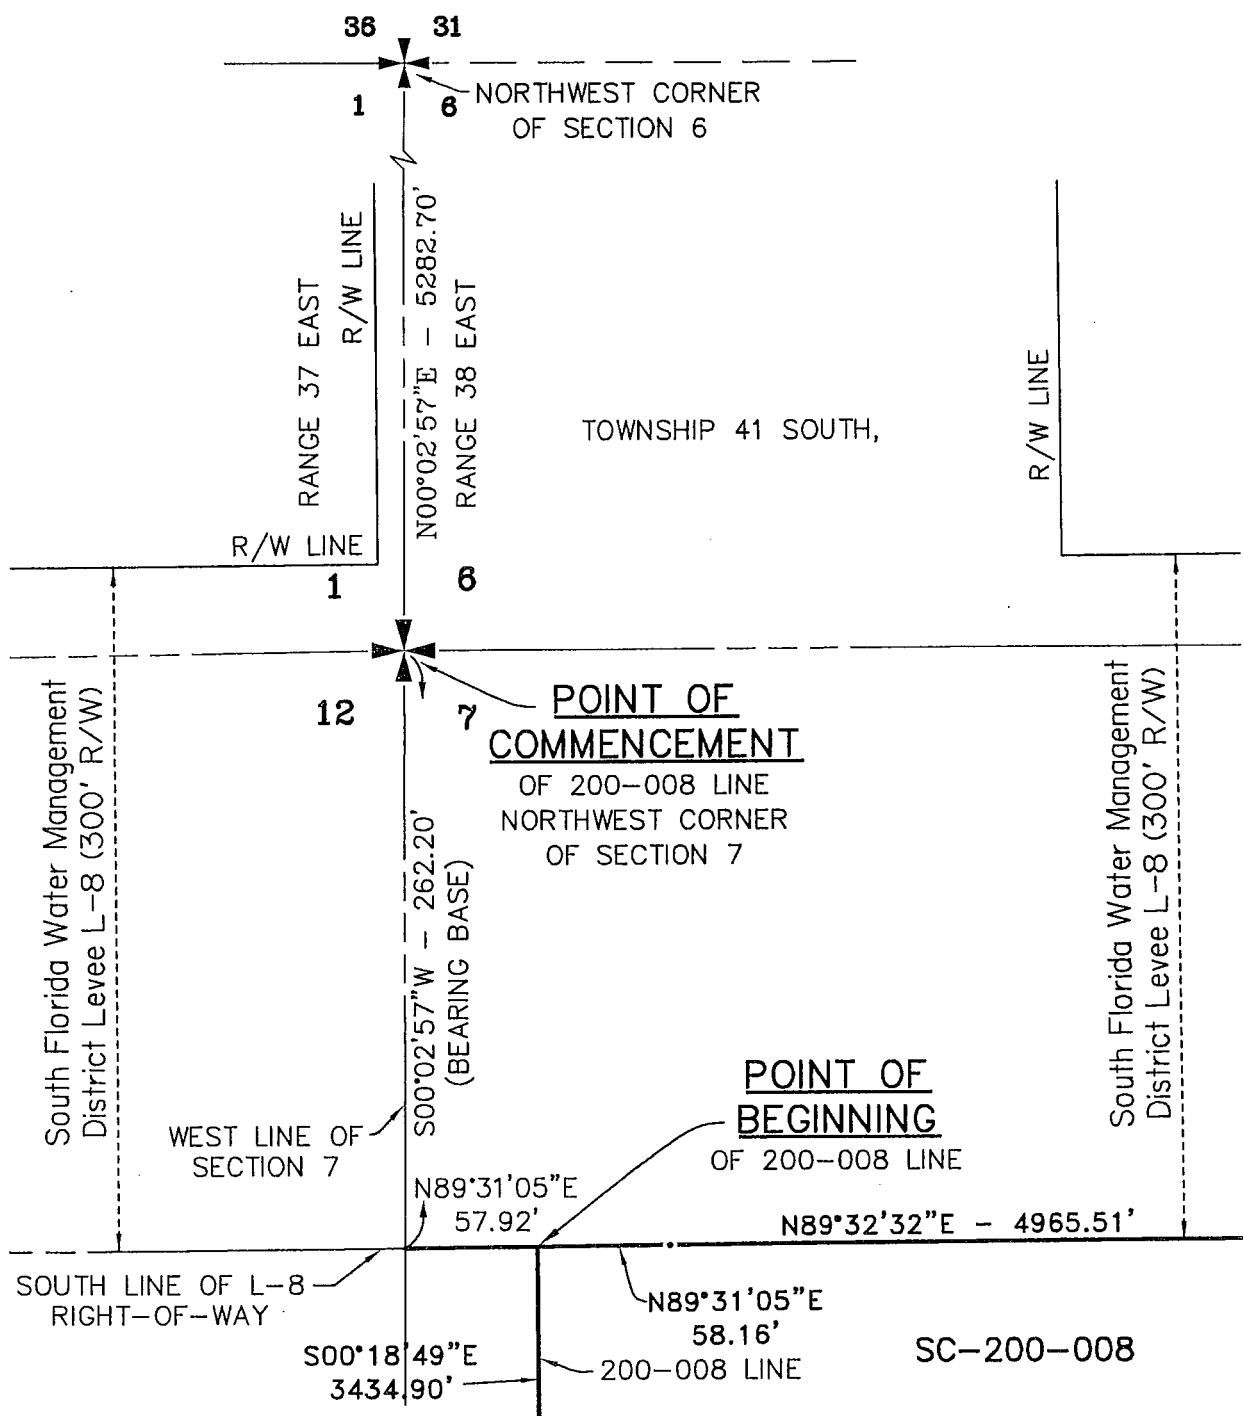 36 31
1 6
NORTHWEST CORNER
OF SECTION 6
RANGE 37 EAST
R/W LINE
N00°02'57"E - 5282.70'
RANGE 38 EAST
TOWNSHIP 41 SOUTH,
R/W LINE
R/W LINE
1 6
12 7
POINT OF
COMMENCEMENT
OF 200-008 LINE
NORTHWEST CORNER
OF SECTION 7
South Florida Water Management
District Levee L-8 (300' R/W)
S00°02'57"W - 262.20'
(BEARING BASE)
South Florida Water Management
District Levee L-8 (300' R/W)
WEST LINE OF
SECTION 7
POINT OF
BEGINNING
OF 200-008 LINE
N89°31'05"E
57.92'
N89°32'32"E - 4965.51'
SOUTH LINE OF L-8
RIGHT-OF-WAY
N89°31'05"E
58.16'
S00°18'49"E
3434.90'
200-008 LINE
SC-200-008